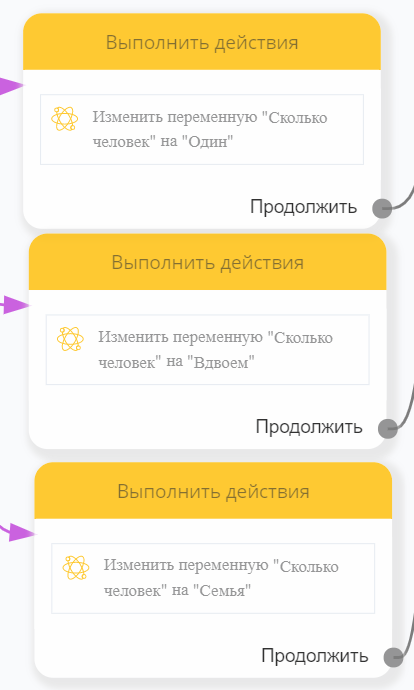 Выполнить действия
Изменить переменную "Сколько
человек" на "Один"
Продолжить
Выполнить действия
Изменить переменную "Сколько
человек" на "Вдвоем"
Продолжить
Выполнить действия
Изменить переменную "Сколько
человек" на "Семья"
Продолжить